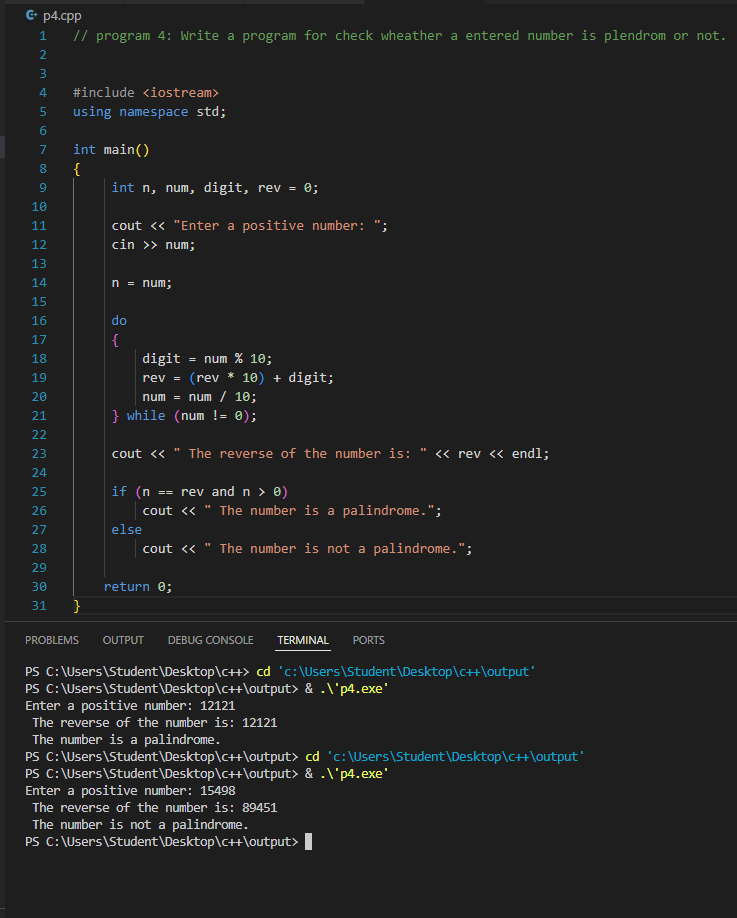 p4.cpp
1 // program 4: Write a program for check wheather a entered number is plendrom or not.
2
3
4 #include <iostream>
5 using namespace std;
6
7 int main()
8 {
9 int n, num, digit, rev = 0;
10
11 cout << "Enter a positive number: ";
12 cin >> num;
13
14 n = num;
15
16 do
17 {
18 digit = num % 10;
19 rev = (rev * 10) + digit;
20 num = num / 10;
21 } while (num != 0);
22
23 cout << " The reverse of the number is: " << rev << endl;
24
25 if (n == rev and n > 0)
26 cout << " The number is a palindrome.";
27 else
28 cout << " The number is not a palindrome.";
29
30 return 0;
31 }
PROBLEMS OUTPUT DEBUG CONSOLE TERMINAL PORTS
PS C:\Users\Student\Desktop\c++> cd 'c:\Users\Student\Desktop\c++\output'
PS C:\Users\Student\Desktop\c++\output> & .\'p4.exe'
Enter a positive number: 12121
The reverse of the number is: 12121
The number is a palindrome.
PS C:\Users\Student\Desktop\c++\output> cd 'c:\Users\Student\Desktop\c++\output'
PS C:\Users\Student\Desktop\c++\output> & .\'p4.exe'
Enter a positive number: 15498
The reverse of the number is: 89451
The number is not a palindrome.
PS C:\Users\Student\Desktop\c++\output>